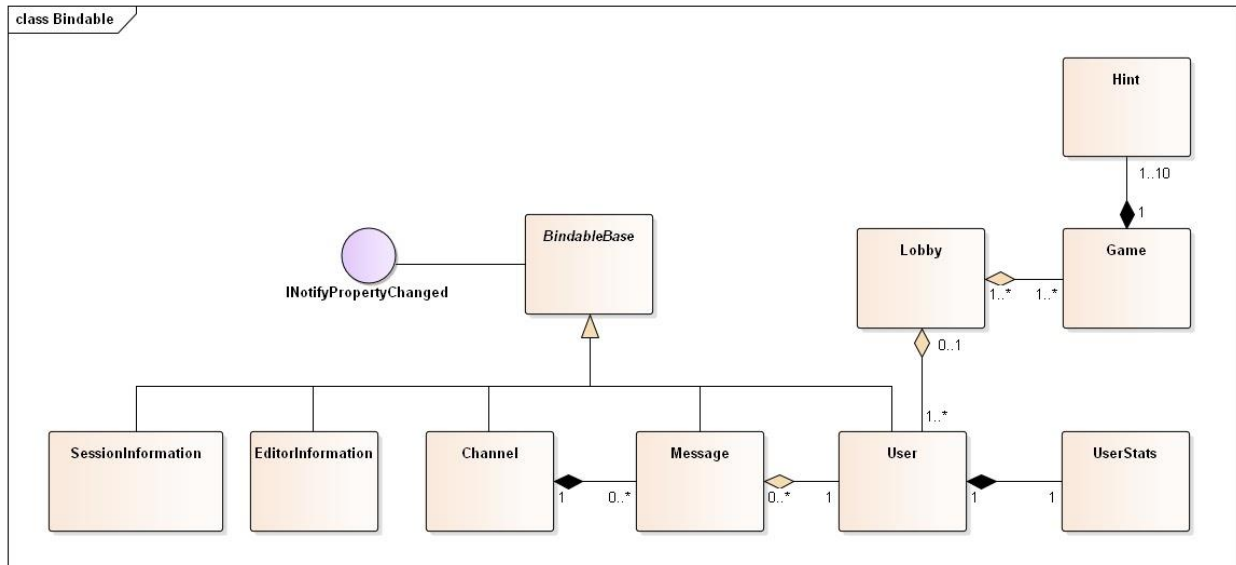 class Bindable
Hint
1..10
1
BindableBase
Lobby
Game
INotifyPropertyChanged
1..*
1..*
0..1
1..*
SessionInformation
EditorInformation
Channel
Message
User
UserStats
1
0..*
0..*
1
1
1